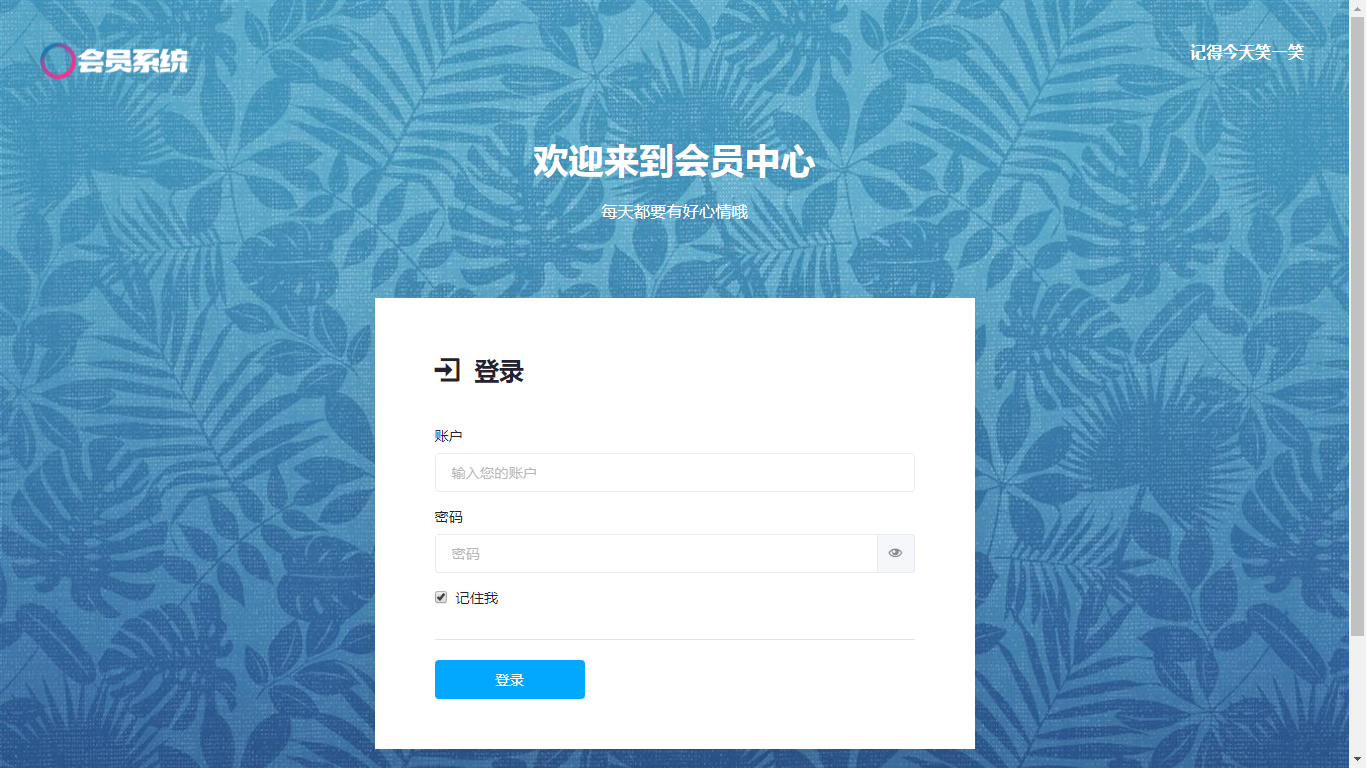 会员系统
记得今天笑一笑
欢迎来到会员中心
每天都要有好心情哦
登录
账户
输入您的账户
密码
密码
记住我
登录